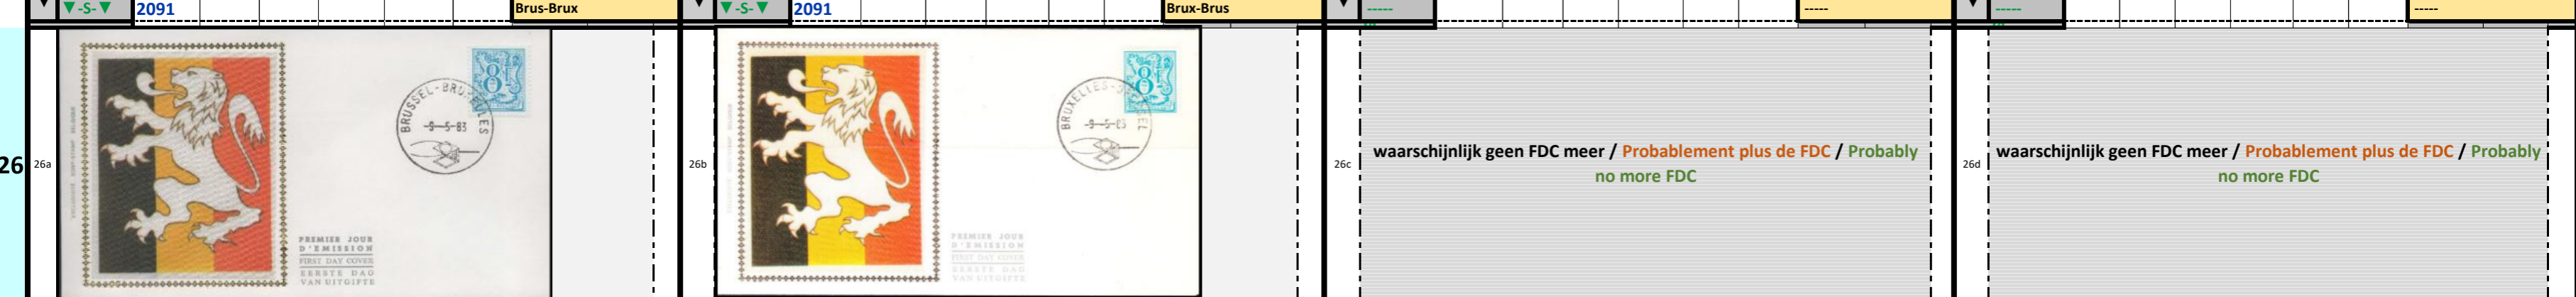 ▼ ▼-S-▼ 2091 Brus-Brux
▼ ▼-S-▼ 2091 Brux-Brus
▼ ----- -----
▼ ----- -----
26
26a
BRUSSEL-BRUXELLES
-9-5-83
8F
PREMIER JOUR
D'EMISSION
FIRST DAY COVER
EERSTE DAG
VAN UITGIFTE
26b
BRUXELLES-BRUSSEL
-9-5-83
8F
PREMIER JOUR
D'EMISSION
FIRST DAY COVER
EERSTE DAG
VAN UITGIFTE
26c
waarschijnlijk geen FDC meer / Probablement plus de FDC / Probably
no more FDC
26d
waarschijnlijk geen FDC meer / Probablement plus de FDC / Probably
no more FDC